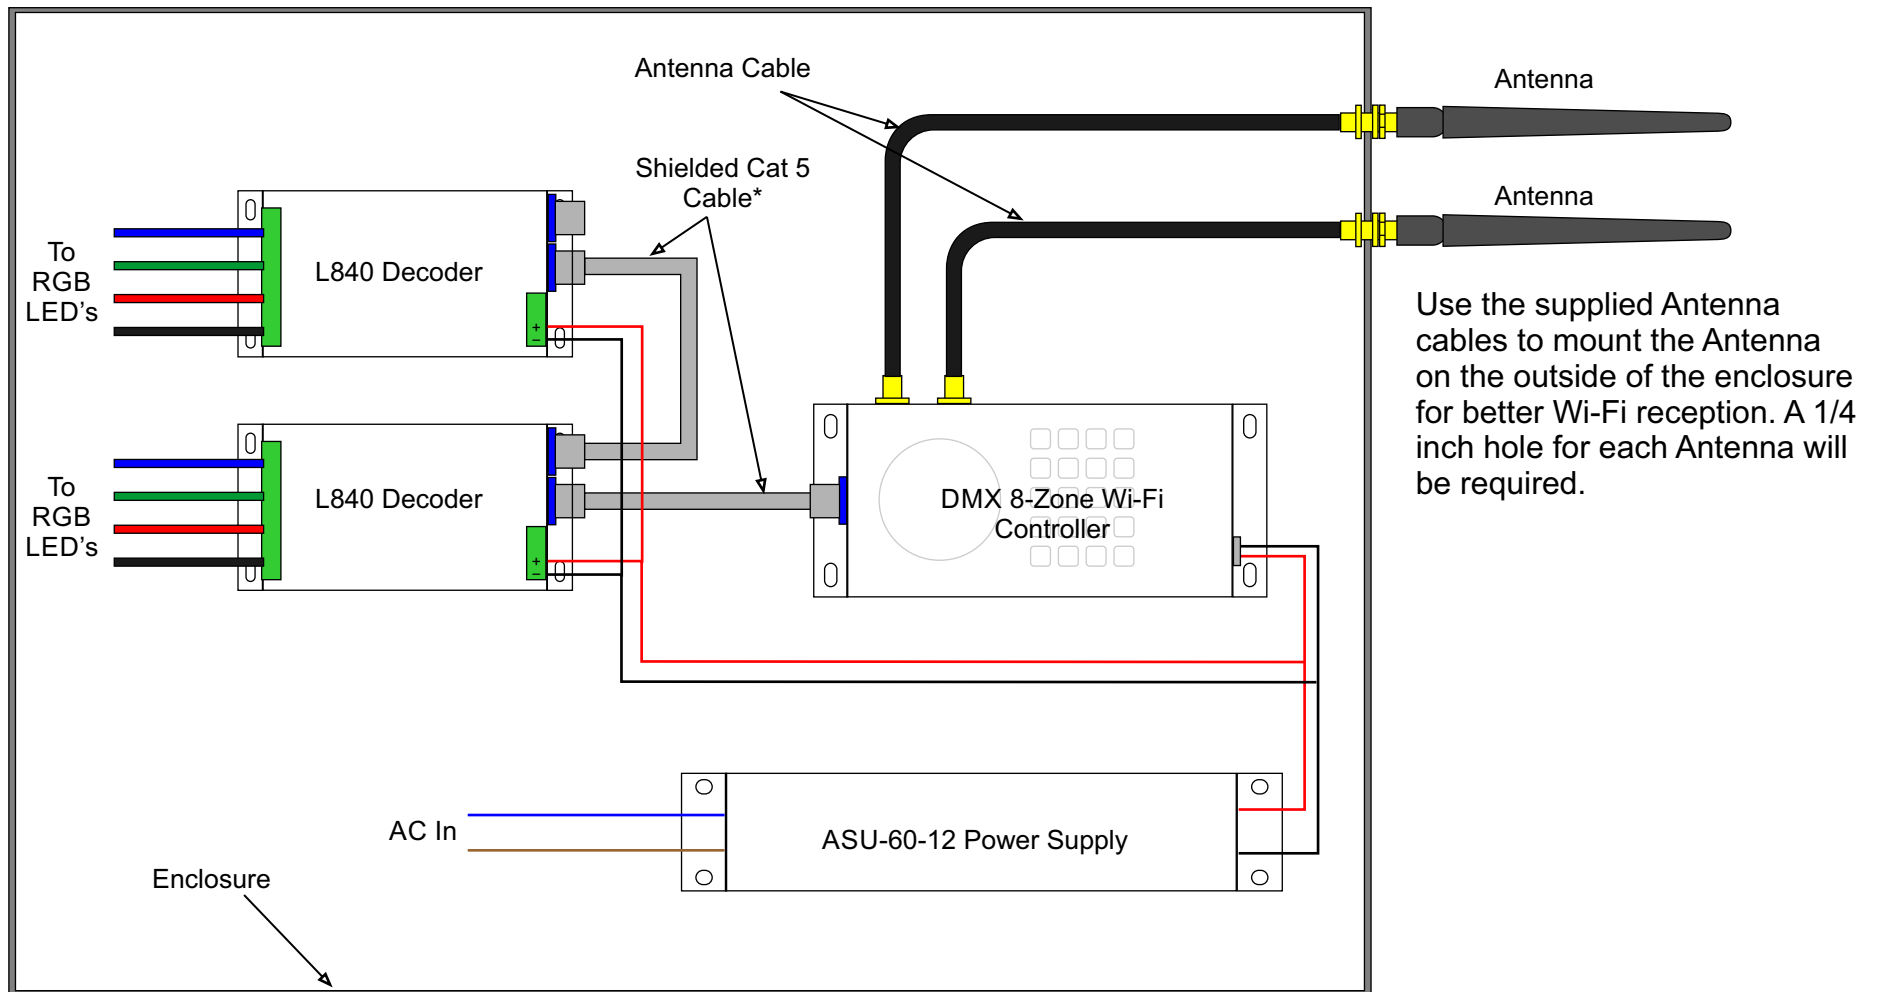 Antenna Cable
Antenna
Shielded Cat 5
Cable*
Antenna
To
RGB
LED's
L840 Decoder
+
−
Use the supplied Antenna
cables to mount the Antenna
on the outside of the enclosure
for better Wi-Fi reception. A 1/4
inch hole for each Antenna will
be required.
To
RGB
LED's
L840 Decoder
+
−
DMX 8-Zone Wi-Fi
Controller
AC In
ASU-60-12 Power Supply
Enclosure